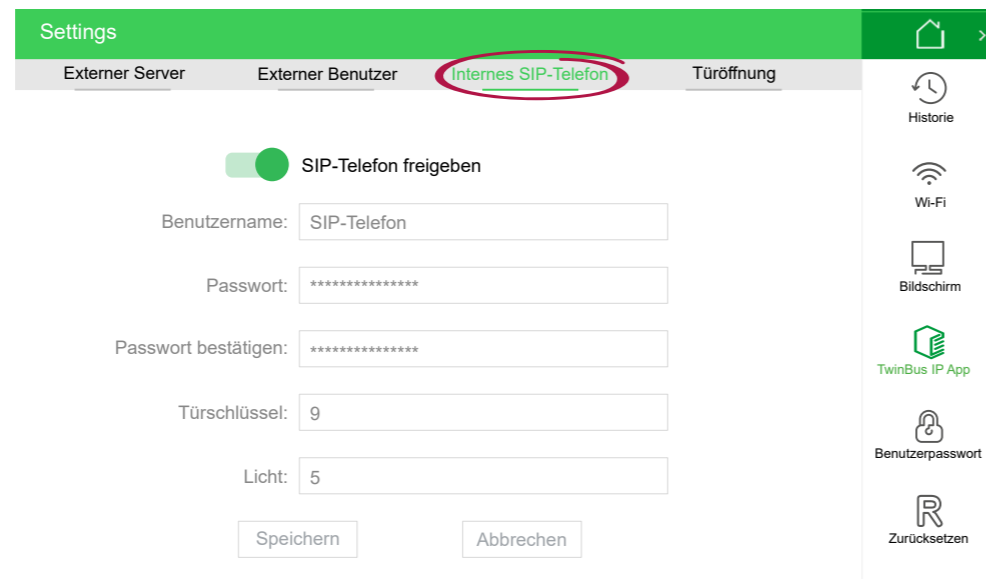 Settings
Externer Server
Externer Benutzer
Internes SIP-Telefon
Türöffnung
SIP-Telefon freigeben
Benutzername: SIP-Telefon
Passwort: ***************
Passwort bestätigen: ***************
Türschlüssel: 9
Licht: 5
Speichern
Abbrechen
Historie
Wi-Fi
Bildschirm
TwinBus IP App
Benutzerpasswort
R
Zurücksetzen